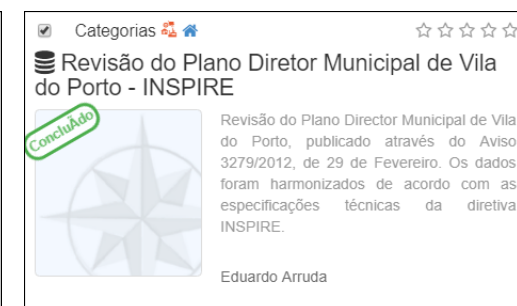 Categorias
Revisão do Plano Diretor Municipal de Vila
do Porto - INSPIRE
ConcluÃdo
Revisão do Plano Director Municipal de Vila
do Porto, publicado através do Aviso
3279/2012, de 29 de Fevereiro. Os dados
foram harmonizados de acordo com as
especificações técnicas da diretiva
INSPIRE.
Eduardo Arruda